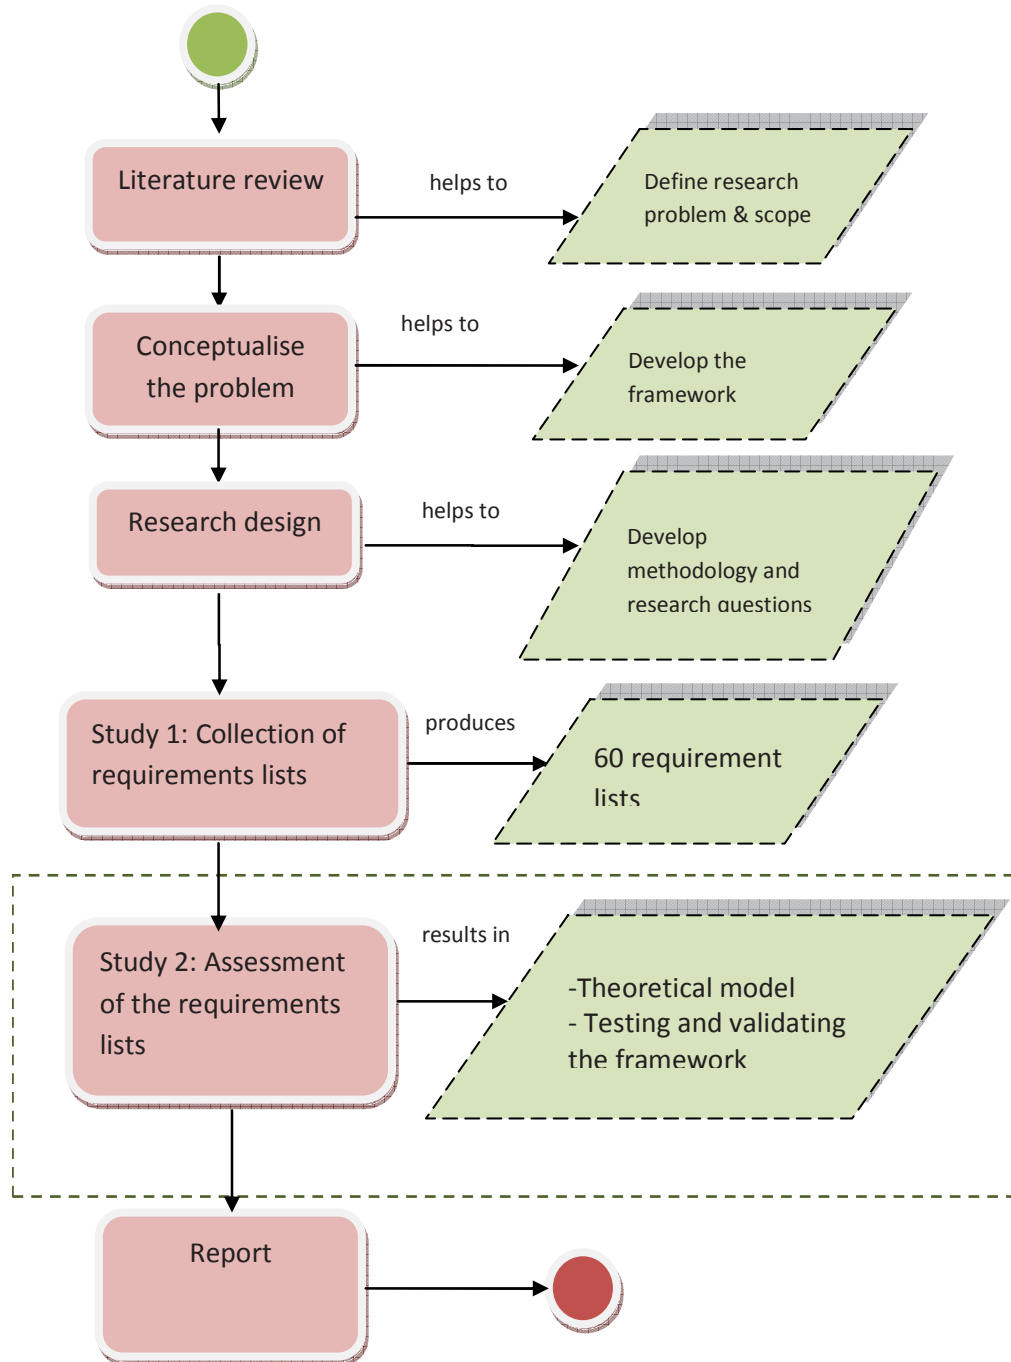 Literature review
helps to
Define research
problem & scope
Conceptualise
the problem
helps to
Develop the
framework
Research design
helps to
Develop
methodology and
research questions
Study 1: Collection of
requirements lists
produces
60 requirement
lists
Study 2: Assessment
of the requirements
lists
results in
-Theoretical model
- Testing and validating
the framework
Report